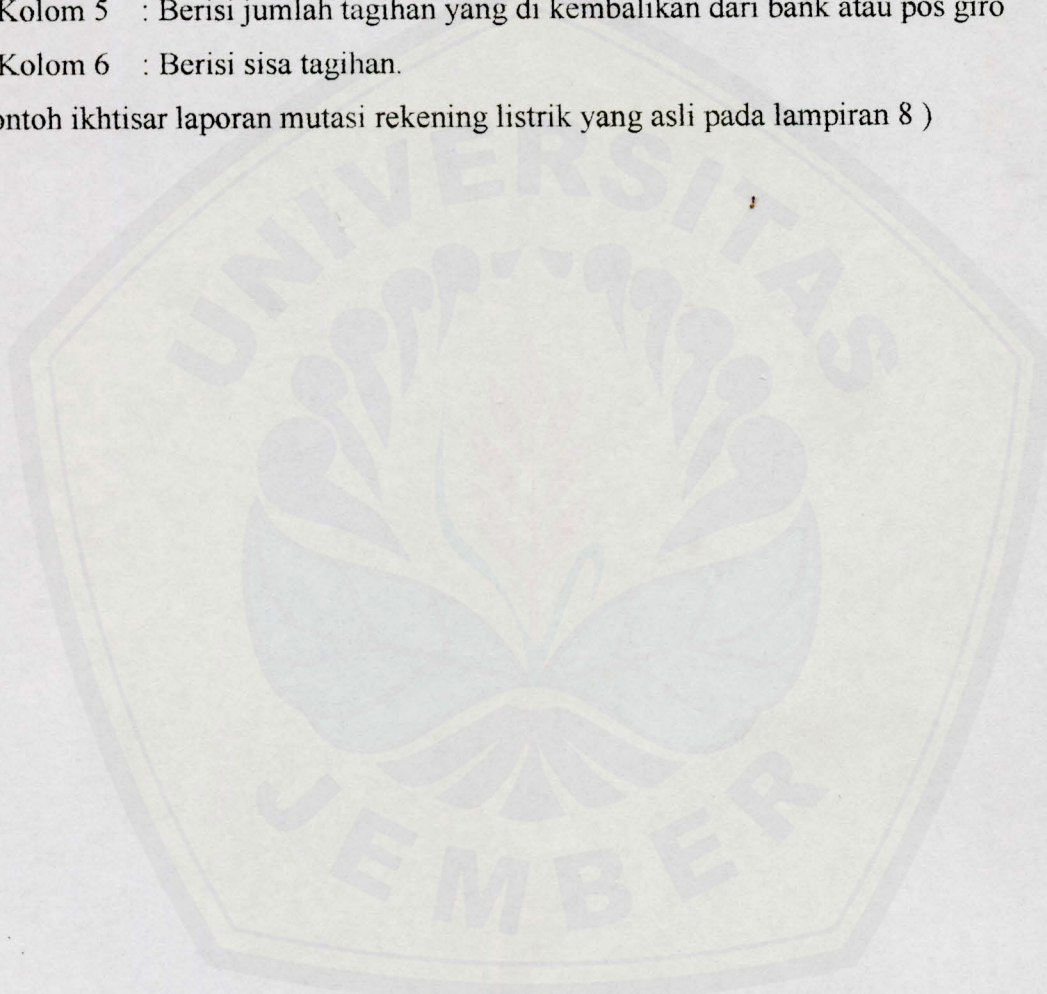 Kolom 5 : Berisi jumlah tagihan yang di kembalikan dari bank atau pos giro
Kolom 6 : Berisi sisa tagihan.
ontoh ikhtisar laporan mutasi rekening listrik yang asli pada lampiran 8 )
UNIVERSITAS
JEMBER